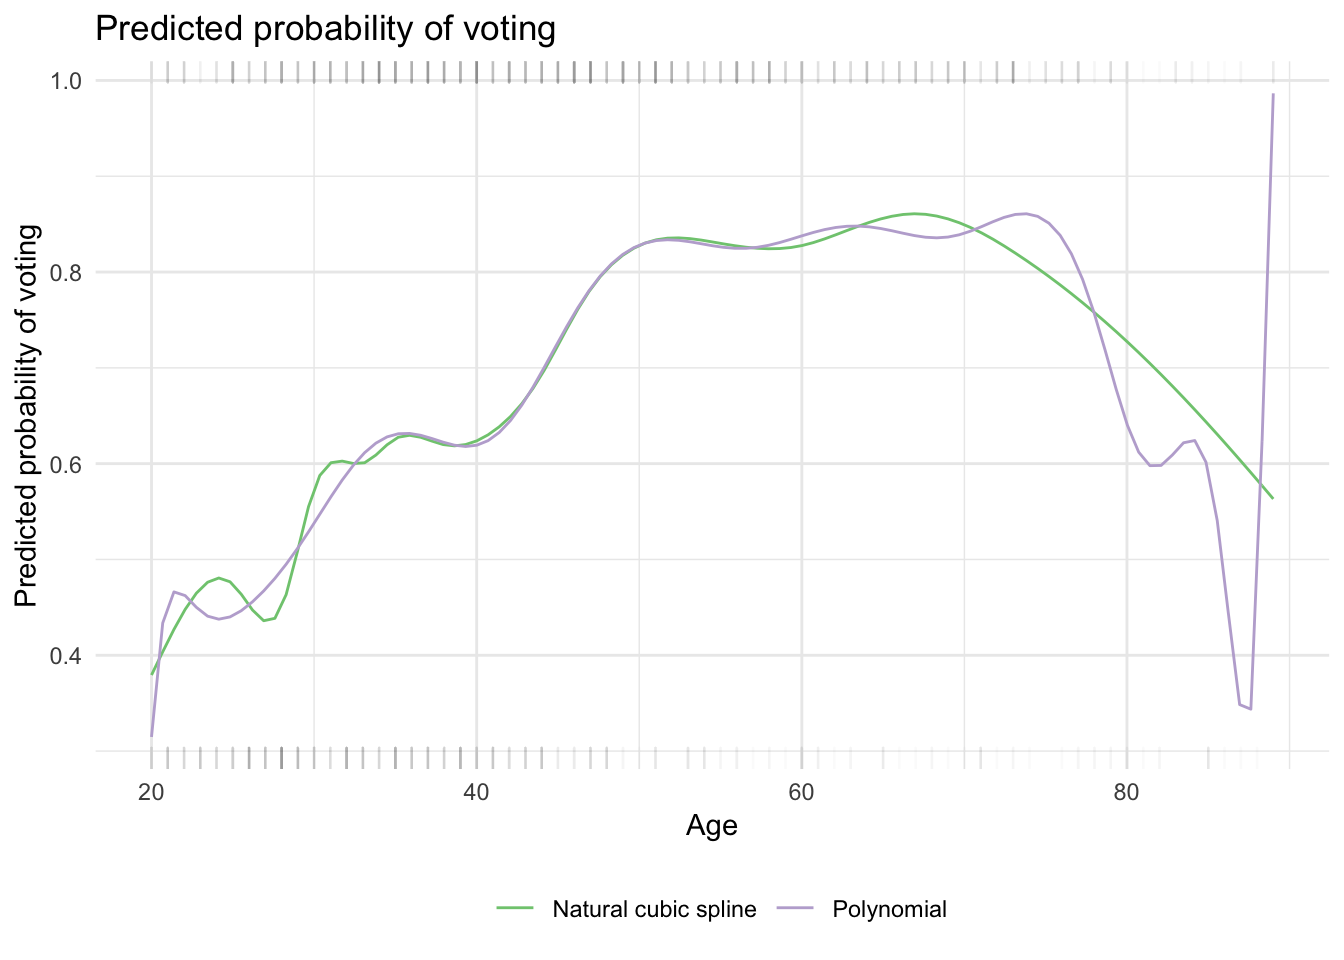 Predicted probability of voting
Predicted probability of voting
1.0
0.8
0.6
0.4
20 40 60 80
Age
Natural cubic spline Polynomial